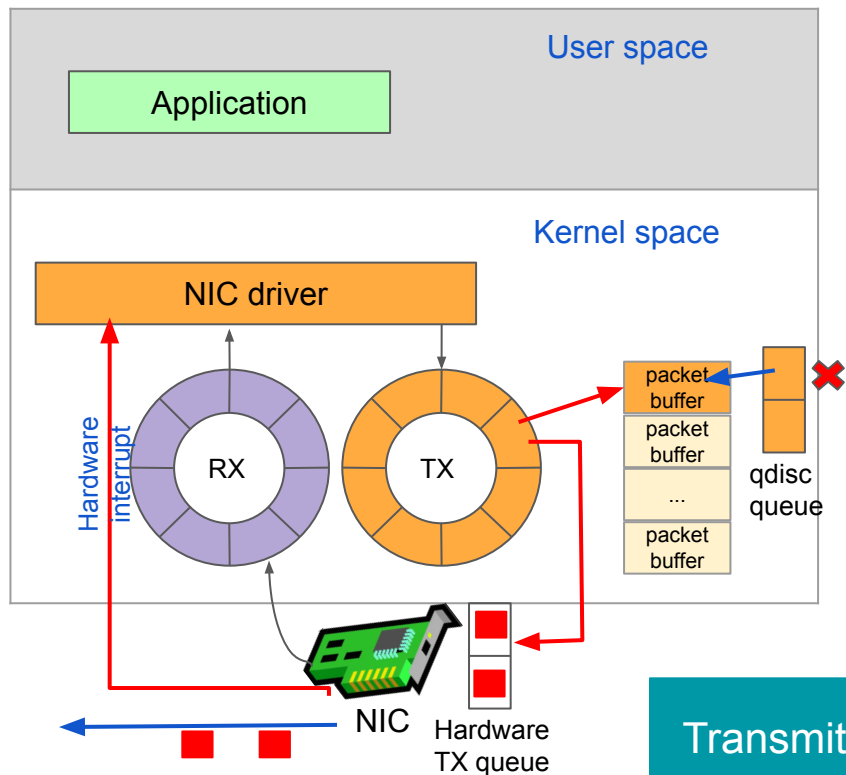 User space
Application
Kernel space
NIC driver
Hardware
interrupt
RX
TX
packet
buffer
packet
buffer
...
packet
buffer
qdisc
queue
NIC
Hardware
TX queue
Transmit